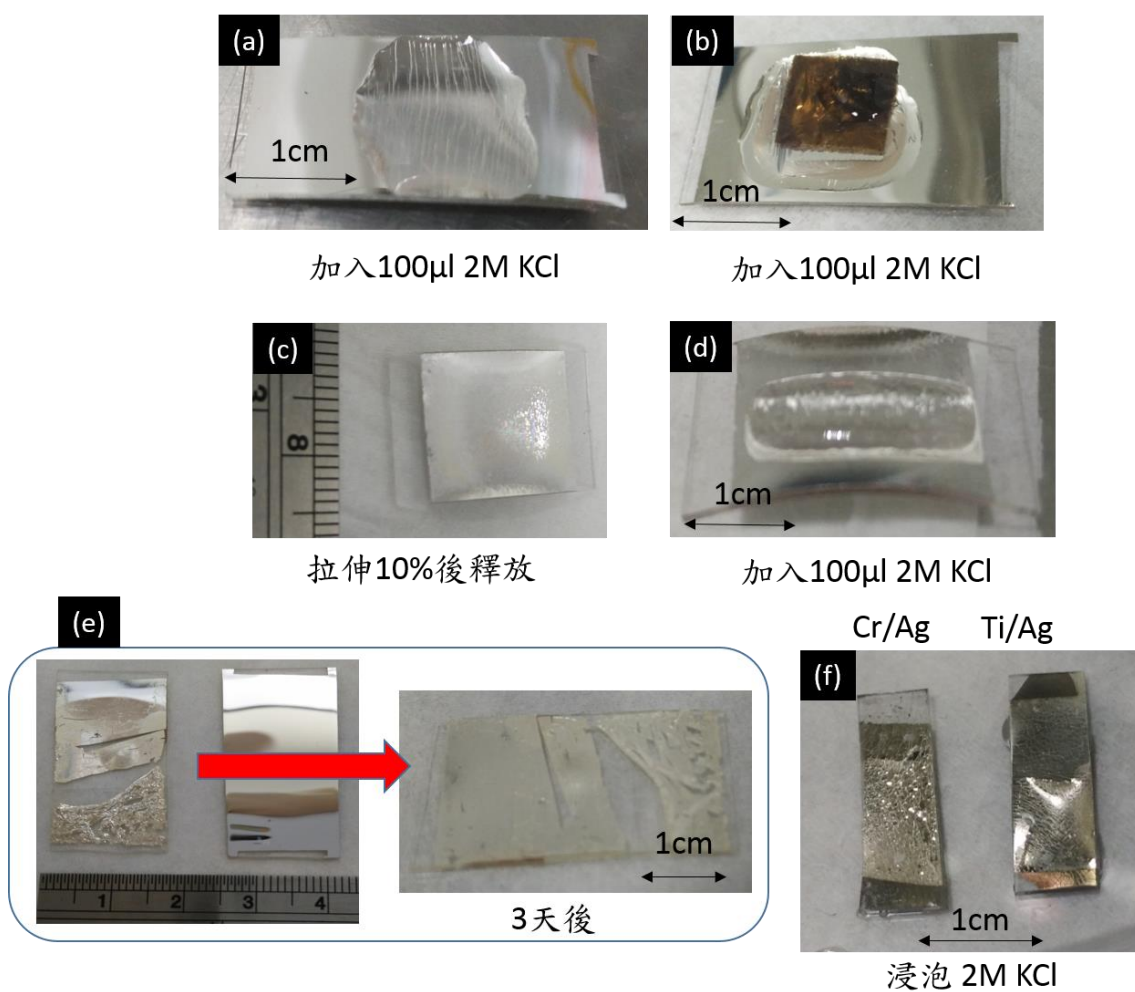 (a)
1cm
加入100µl 2M KCl
(b)
1cm
加入100µl 2M KCl
(c)
8
拉伸10%後釋放
(d)
1cm
加入100µl 2M KCl
(e)
1 2 3 4
1cm
3天後
Cr/Ag Ti/Ag
(f)
1cm
浸泡 2M KCl